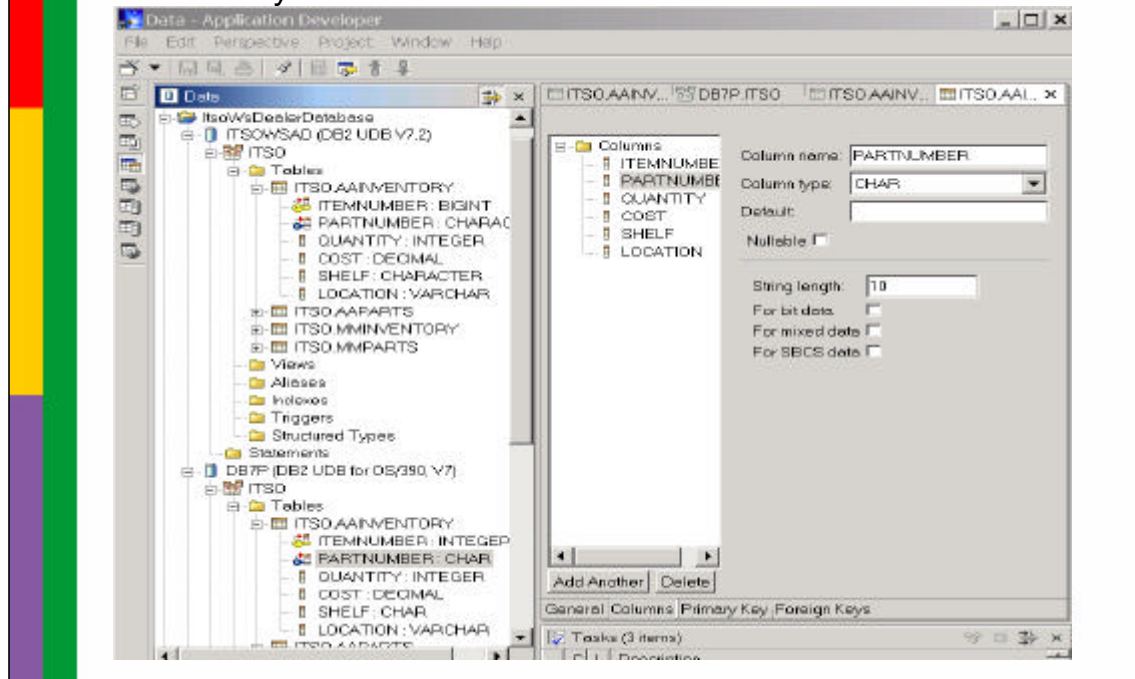 Data - Application Developer
File Edit Perspective Project Window Help
Data
ItsoWsDealerDatabase
ITSOWSAD (DB2 UDB V7.2)
ITSO
Tables
ITSO.AAINVENTORY
ITEMNUMBER : BIGINT
PARTNUMBER : CHARAC
QUANTITY : INTEGER
COST : DECIMAL
SHELF : CHARACTER
LOCATION : VARCHAR
ITSO.AAPARTS
ITSO.MMINVENTORY
ITSO.MMPARTS
Views
Aliases
Indexes
Triggers
Structured Types
Statements
DB7P (DB2 UDB for OS/390, V7)
ITSO
Tables
ITSO.AAINVENTORY
ITEMNUMBER : INTEGER
PARTNUMBER : CHAR
QUANTITY : INTEGER
COST : DECIMAL
SHELF : CHAR
LOCATION : VARCHAR
ITSO.AAPARTS
ITSO.AAINV... DB7P.ITSO ITSO.AAINV... ITSO.AAI...
Columns
ITEMNUMBE
PARTNUMBE
QUANTITY
COST
SHELF
LOCATION
Add Another Delete
Column name: PARTNUMBER
Column type: CHAR
Default:
Nullable
String length: 10
For bit data
For mixed data
For SBCS data
General Columns Primary Key Foreign Keys
Tasks (3 items)
C ! Description